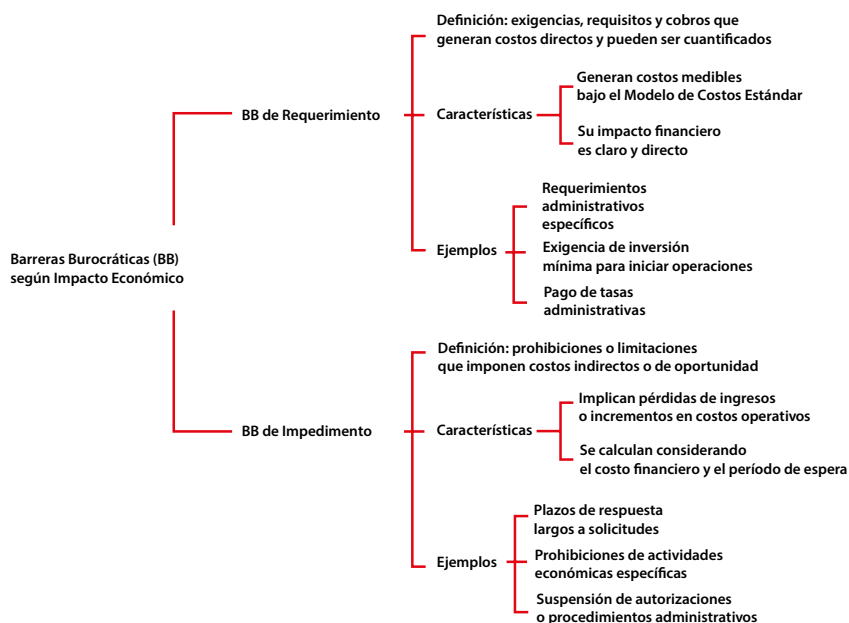 Barreras Burocráticas (BB)
según Impacto Económico
BB de Requerimiento
Definición: exigencias, requisitos y cobros que
generan costos directos y pueden ser cuantificados
Características
Generan costos medibles
bajo el Modelo de Costos Estándar
Su impacto financiero
es claro y directo
Ejemplos
Requerimientos
administrativos
específicos
Exigencia de inversión
mínima para iniciar operaciones
Pago de tasas
administrativas
BB de Impedimento
Definición: prohibiciones o limitaciones
que imponen costos indirectos o de oportunidad
Características
Implican pérdidas de ingresos
o incrementos en costos operativos
Se calculan considerando
el costo financiero y el período de espera
Ejemplos
Plazos de respuesta
largos a solicitudes
Prohibiciones de actividades
económicas específicas
Suspensión de autorizaciones
o procedimientos administrativos